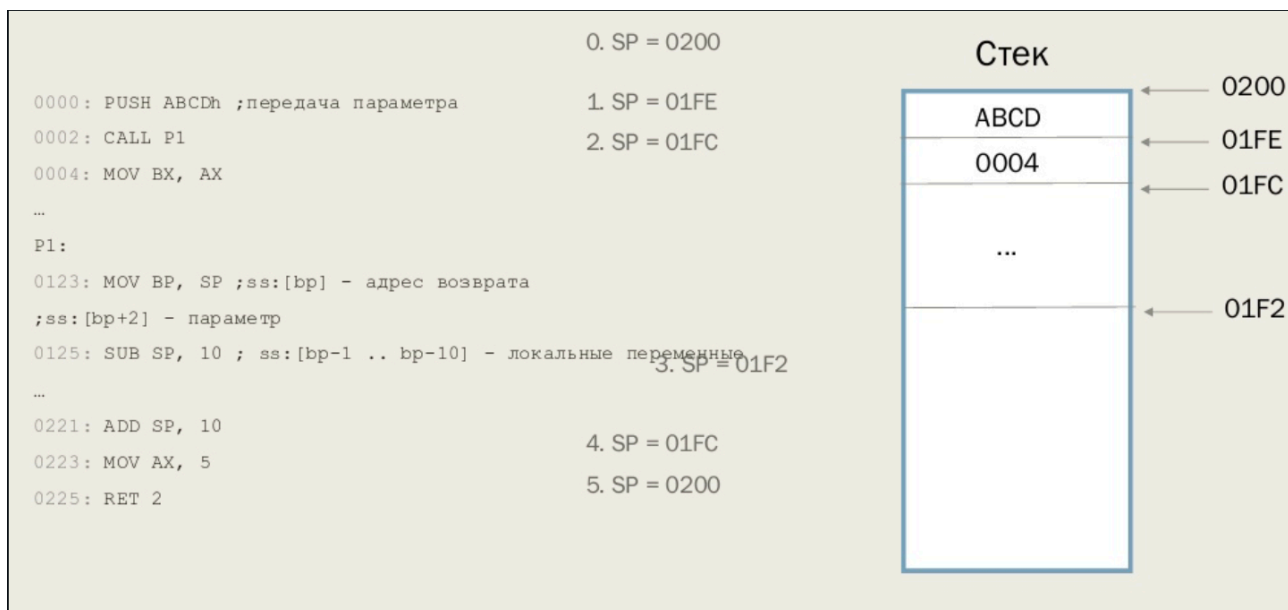 0. SP = 0200
Стек
0200
0000: PUSH ABCDh ;передача параметра
1. SP = 01FE
ABCD
01FE
0002: CALL P1
2. SP = 01FC
0004
01FC
0004: MOV BX, AX
…
...
P1:
0123: MOV BP, SP ;ss:[bp] - адрес возврата
01F2
;ss:[bp+2] - параметр
0125: SUB SP, 10 ; ss:[bp-1 .. bp-10] - локальные переменные
3. SP = 01F2
…
0221: ADD SP, 10
4. SP = 01FC
0223: MOV AX, 5
5. SP = 0200
0225: RET 2